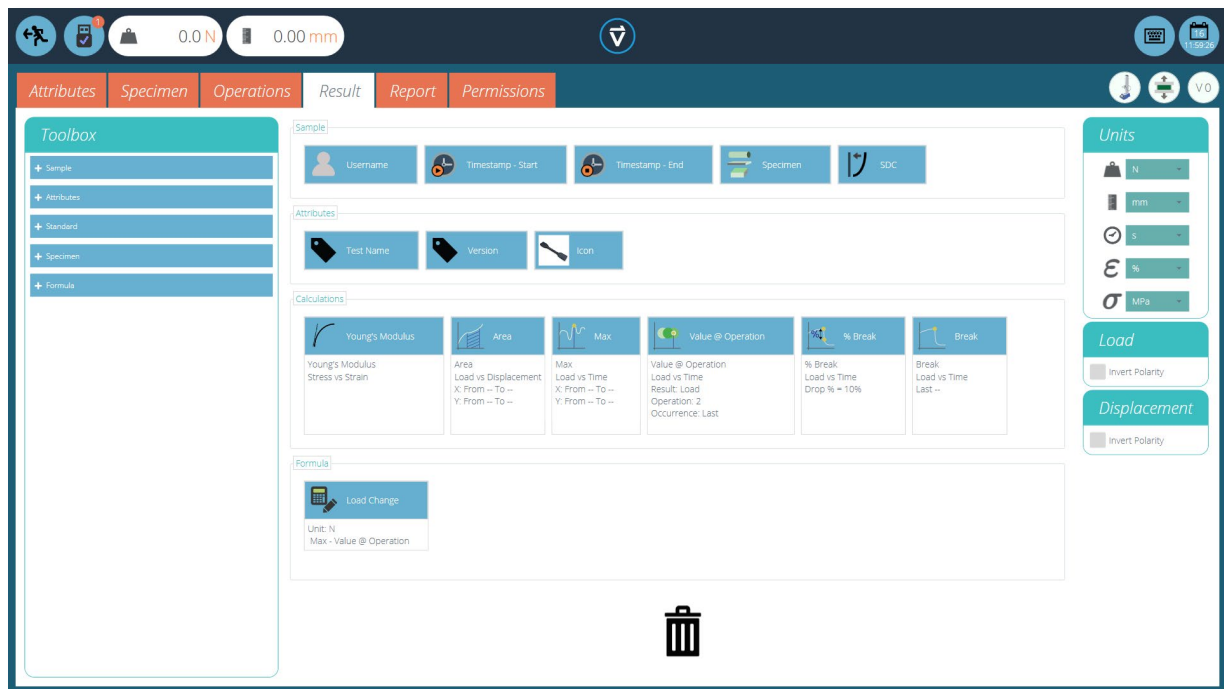 1
0.0 N
0.00 mm
16
11:59:26
Attributes
Specimen
Operations
Result
Report
Permissions
V 0
Toolbox
+ Sample
+ Attributes
+ Standard
+ Specimen
+ Formula
Sample
Username
Timestamp - Start
Timestamp - End
Specimen
SDC
Attributes
Test Name
Version
Icon
Calculations
Young's Modulus
Young's Modulus
Stress vs Strain
Area
Area
Load vs Displacement
X: From -- To --
Y: From -- To --
Max
Max
Load vs Time
X: From -- To --
Y: From -- To --
Value @ Operation
Value @ Operation
Load vs Time
Result: Load
Operation: 2
Occurrence: Last
% Break
% Break
Load vs Time
Drop % = 10%
Break
Break
Load vs Time
Last --
Formula
Load Change
Unit: N
Max - Value @ Operation
Units
N
mm
s
ε %
σ MPa
Load
Invert Polarity
Displacement
Invert Polarity